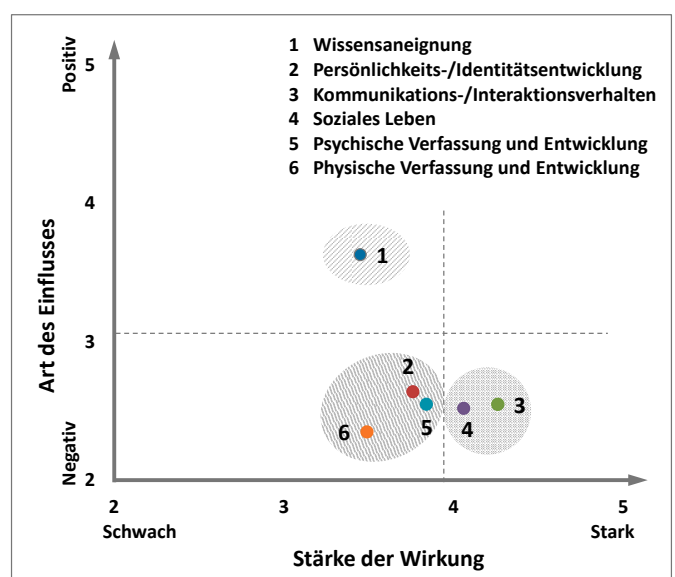 1 Wissensaneignung
2 Persönlichkeits-/Identitätsentwicklung
3 Kommunikations-/Interaktionsverhalten
4 Soziales Leben
5 Psychische Verfassung und Entwicklung
6 Physische Verfassung und Entwicklung
Positiv
Art des Einflusses
Negativ
5
4
3
2
1
2
5
6
4
3
2 3 4 5
Schwach Stark
Stärke der Wirkung